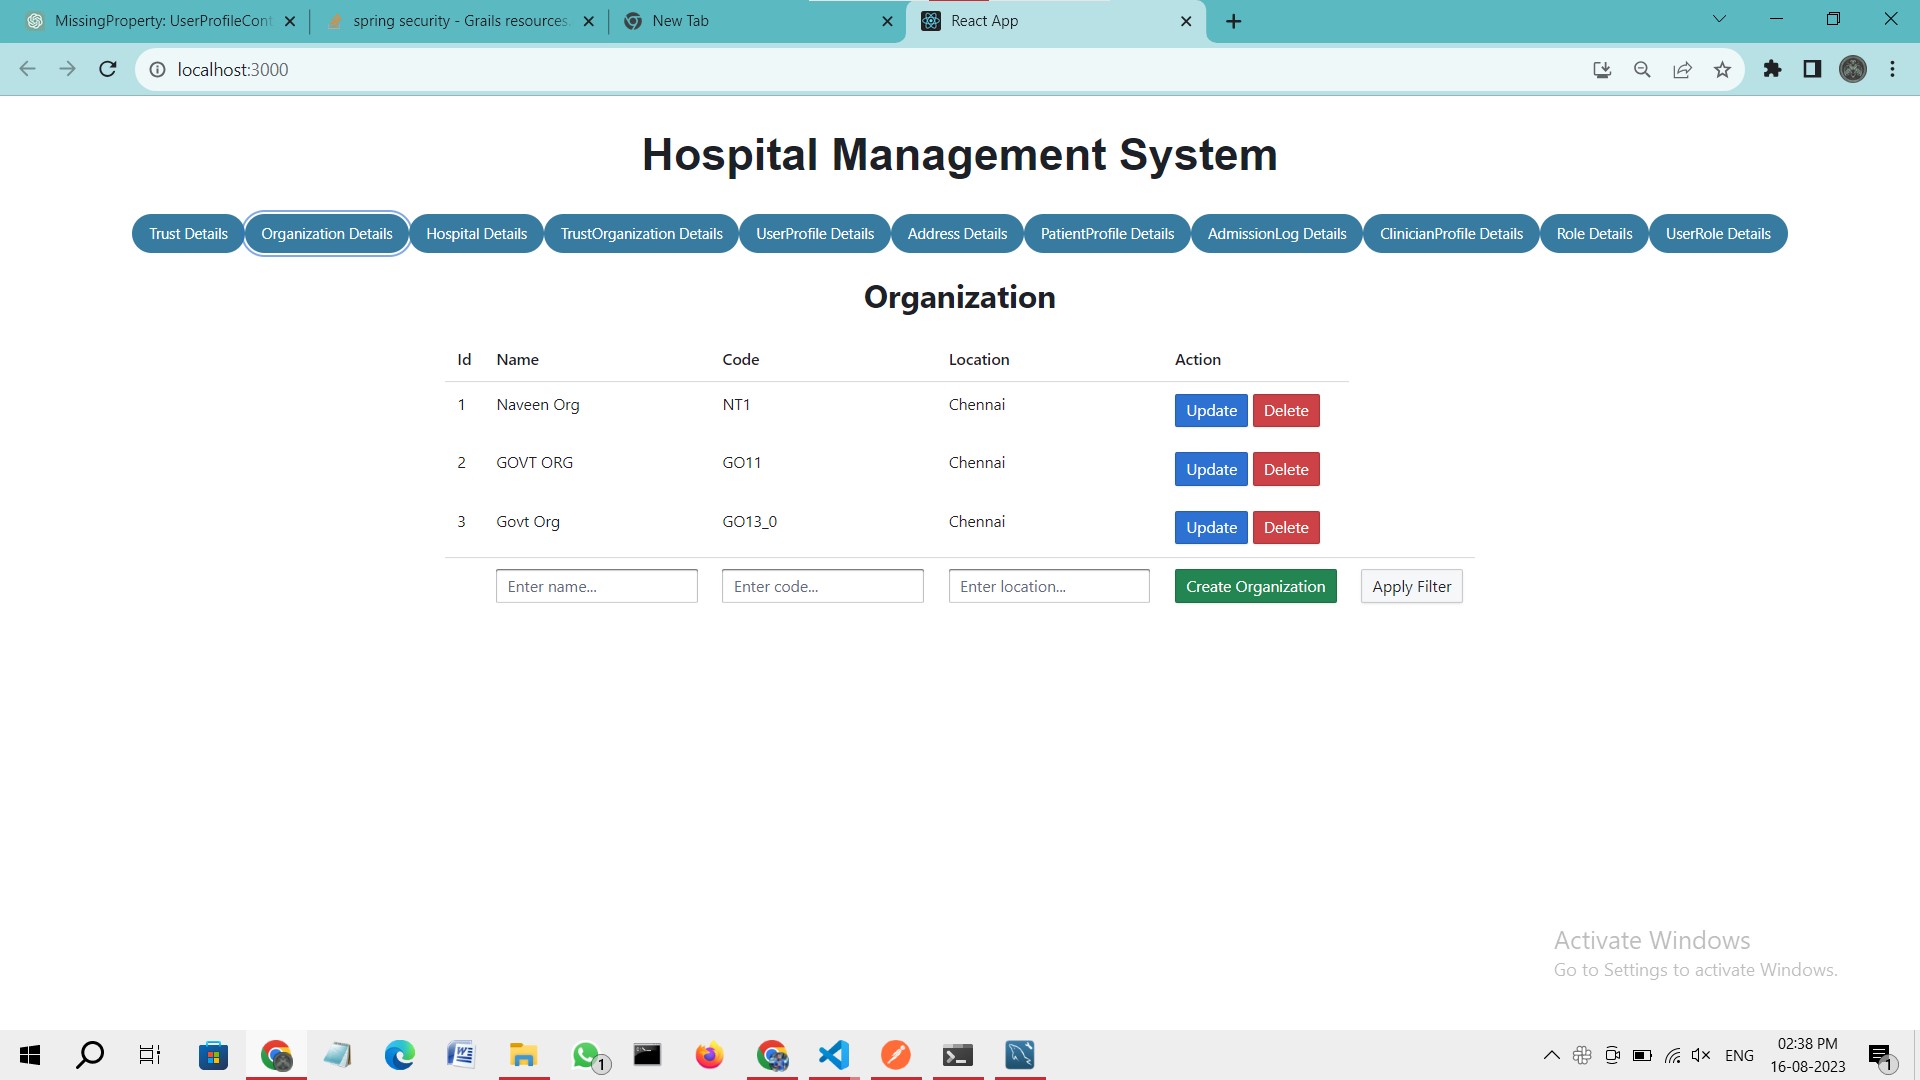 MissingProperty: UserProfileCont
spring security - Grails resources
New Tab
React App
localhost:3000
Hospital Management System
Trust Details Organization Details Hospital Details TrustOrganization Details UserProfile Details Address Details PatientProfile Details AdmissionLog Details ClinicianProfile Details Role Details UserRole Details
Organization
Id Name Code Location Action
1 Naveen Org NT1 Chennai Update Delete
2 GOVT ORG GO11 Chennai Update Delete
3 Govt Org GO13_0 Chennai Update Delete
Enter name... Enter code... Enter location... Create Organization Apply Filter
Activate Windows
Go to Settings to activate Windows.
1
ENG
02:38 PM
16-08-2023
1